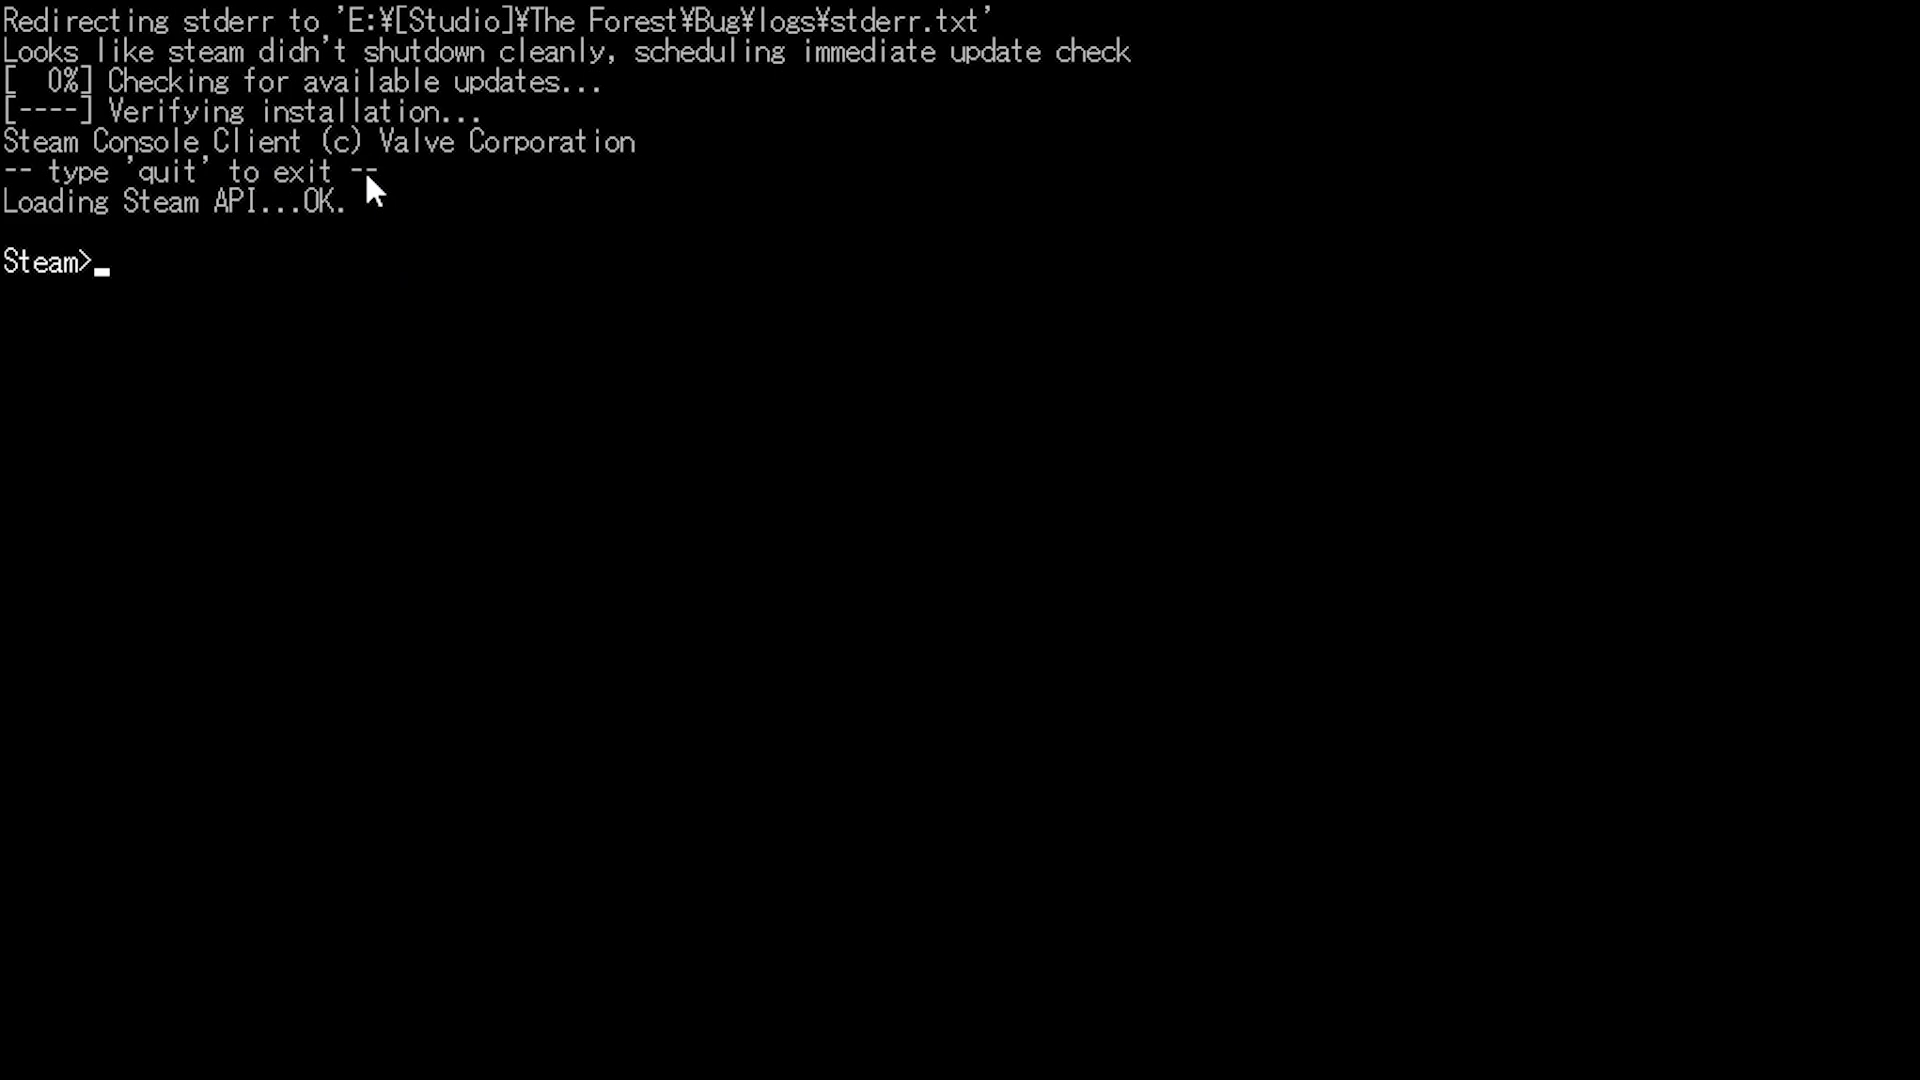 Redirecting stderr to 'E:¥[Studio]¥The Forest¥Bug¥logs¥stderr.txt'
Looks like steam didn't shutdown cleanly, scheduling immediate update check
[  0%] Checking for available updates...
[----] Verifying installation...
Steam Console Client (c) Valve Corporation
-- type 'quit' to exit --
Loading Steam API...OK.
Steam>_